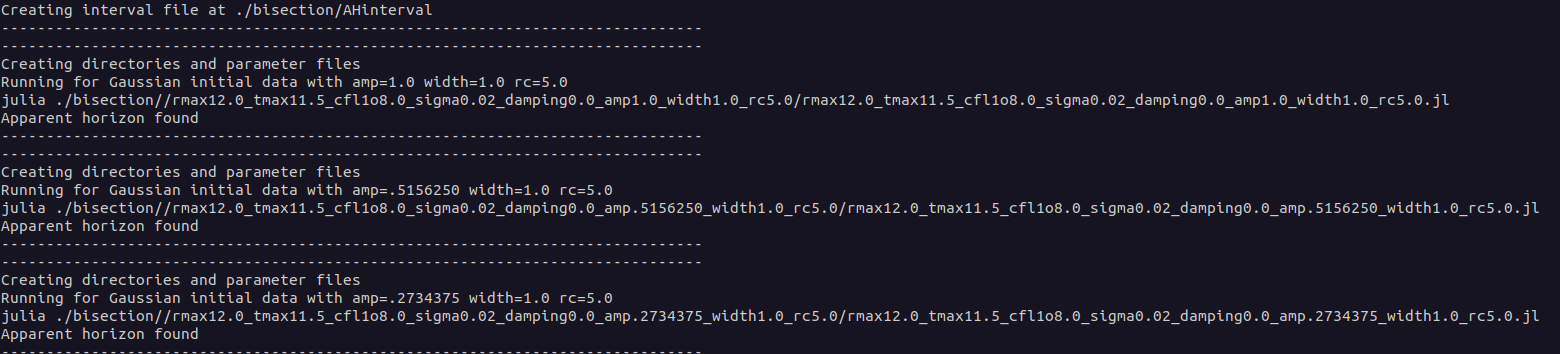 Creating interval file at ./bisection/AHinterval
------------------------------------------------------------------------------
------------------------------------------------------------------------------
Creating directories and parameter files
Running for Gaussian initial data with amp=1.0 width=1.0 rc=5.0
julia ./bisection//rmax12.0_tmax11.5_cfl1o8.0_sigma0.02_damping0.0_amp1.0_width1.0_rc5.0/rmax12.0_tmax11.5_cfl1o8.0_sigma0.02_damping0.0_amp1.0_width1.0_rc5.0.jl
Apparent horizon found
------------------------------------------------------------------------------
------------------------------------------------------------------------------
Creating directories and parameter files
Running for Gaussian initial data with amp=.5156250 width=1.0 rc=5.0
julia ./bisection//rmax12.0_tmax11.5_cfl1o8.0_sigma0.02_damping0.0_amp.5156250_width1.0_rc5.0/rmax12.0_tmax11.5_cfl1o8.0_sigma0.02_damping0.0_amp.5156250_width1.0_rc5.0.jl
Apparent horizon found
------------------------------------------------------------------------------
------------------------------------------------------------------------------
Creating directories and parameter files
Running for Gaussian initial data with amp=.2734375 width=1.0 rc=5.0
julia ./bisection//rmax12.0_tmax11.5_cfl1o8.0_sigma0.02_damping0.0_amp.2734375_width1.0_rc5.0/rmax12.0_tmax11.5_cfl1o8.0_sigma0.02_damping0.0_amp.2734375_width1.0_rc5.0.jl
Apparent horizon found
------------------------------------------------------------------------------